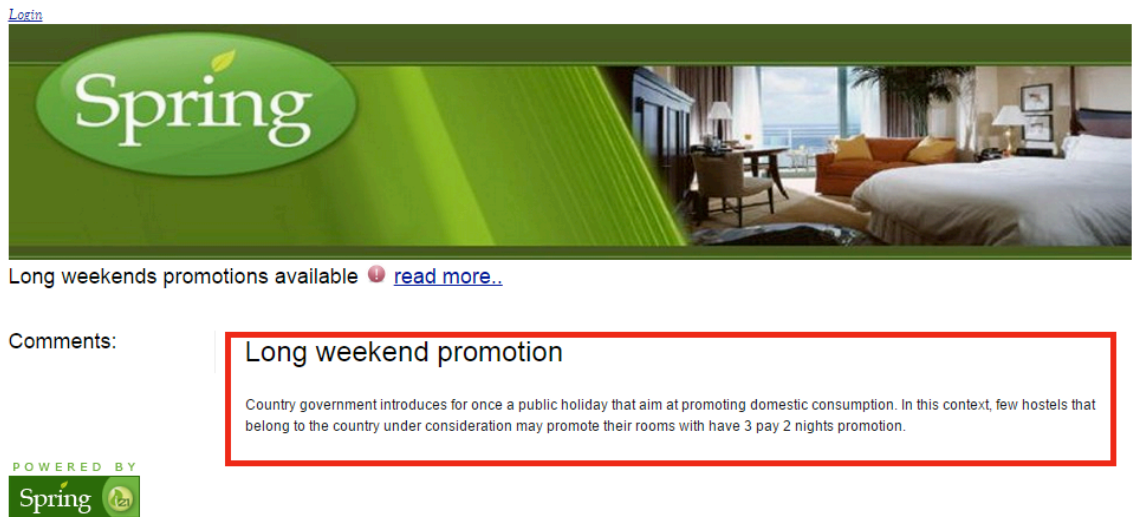 Login
Spring
Long weekends promotions available read more..
Comments:
Long weekend promotion
Country government introduces for once a public holiday that aim at promoting domestic consumption. In this context, few hostels that
belong to the country under consideration may promote their rooms with have 3 pay 2 nights promotion.
POWERED BY
Spring 21